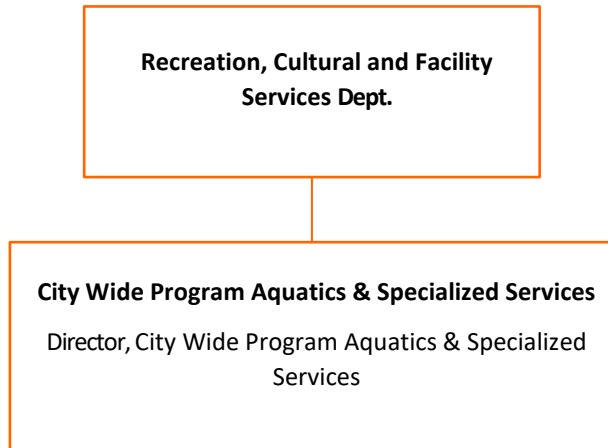 Recreation, Cultural and Facility
Services Dept.
City Wide Program Aquatics & Specialized Services
Director, City Wide Program Aquatics & Specialized
Services